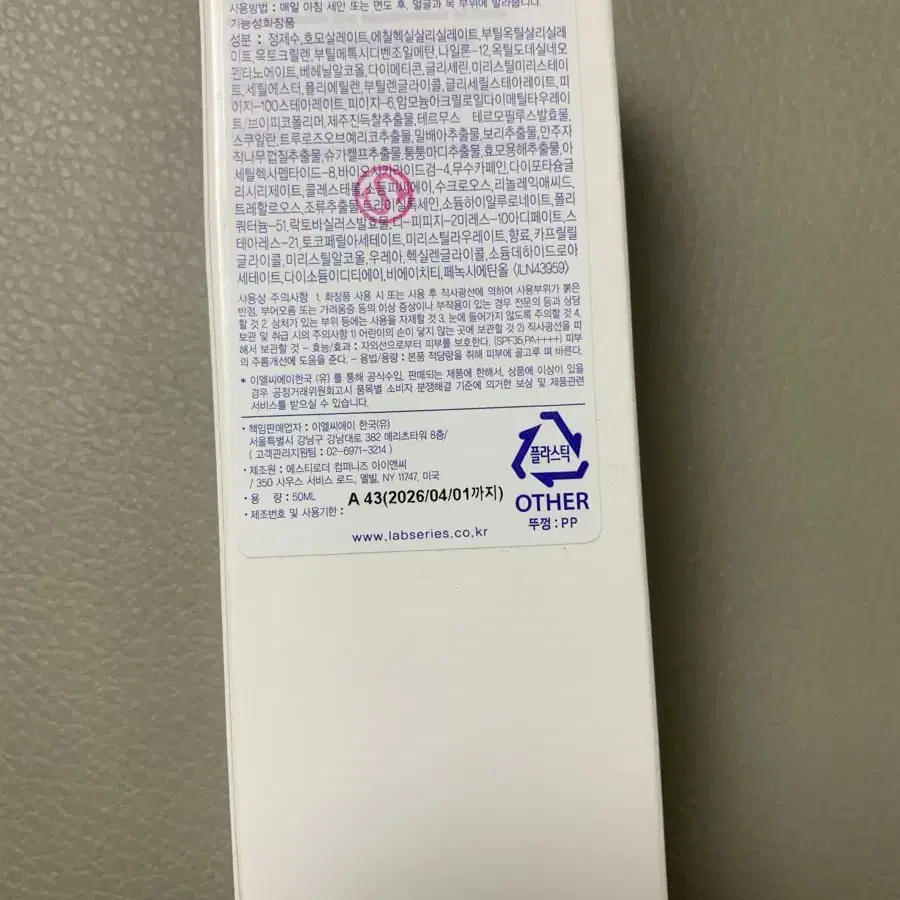 사용방법 : 매일 아침 세안 또는 면도 후, 얼굴과 목 부위에 발라줍니다.
기능성화장품
성분 : 정제수,호모살레이트,에칠헥실살리실레이트,부틸옥틸살리실레
이트,옥토크릴렌,부틸메톡시디벤조일메탄,나일론-12,옥틸도데실네오
펜타노에이트,베헤닐알코올,다이메티콘,글리세린,미리스틸미리스테이
트,세틸에스터,폴리에틸렌,부틸렌글라이콜,글리세릴스테아레이트,피
이지-100스테아레이트,피이지-6,암모늄아크릴로일다이메틸타우레이
트/브이피코폴리머,제주진득찰추출물,테르무스 테르모필루스발효물,
스쿠알란,트루로즈오브예리코추출물,밀배아추출물,보리추출물,만주자
작나무껍질추출물,슈가켈프추출물,퉁퉁마디추출물,효모용해추출물,아
세틸헥사펩타이드-8,바이오사카라이드검-4,무수카페인,다이포타슘글
리시리제이트,콜레스테롤,소듐피씨에이,수크로오스,리놀레익애씨드,
트레할로오스,조류추출물,트라이실록세인,소듐하이알루로네이트,폴리
쿼터늄-51,락토바실러스발효물,디-피피지-2미레스-10아디페이트,스
테아레스-21,토코페릴아세테이트,미리스틸라우레이트,향료,카프릴릴
글라이콜,미리스틸알코올,우레아,헥실렌글라이콜,소듐데하이드로아
세테이트,다이소듐이디티에이,비에이치티,페녹시에탄올 〈ILN43959〉
사용상 주의사항 1. 화장품 사용 시 또는 사용 후 직사광선에 의하여 사용부위가 붉은
반점, 부어오름 또는 가려움증 등의 이상 증상이나 부작용이 있는 경우 전문의 등과 상담
할 것 2. 상처가 있는 부위 등에는 사용을 자제할 것 3. 눈에 들어가지 않도록 주의할 것 4.
보관 및 취급 시의 주의사항 1) 어린이의 손이 닿지 않는 곳에 보관할 것 2) 직사광선을 피
해서 보관할 것 - 효능/효과 : 자외선으로부터 피부를 보호한다. (SPF35,PA++++) 피부
의 주름개선에 도움을 준다. - 용법/용량 : 본품 적당량을 취해 피부에 골고루 펴 바른다.
* 이엘씨에이한국 (유) 를 통해 공식수입, 판매되는 제품에 한해서, 상품에 이상이 있을
경우 공정거래위원회고시 품목별 소비자 분쟁해결 기준에 의거한 보상 및 제품관련
서비스를 받으실 수 있습니다.
• 책임판매업자 : 이엘씨에이 한국(유)
서울특별시 강남구 강남대로 382 메리츠타워 8층/
( 고객관리지원팀 : 02-6971-3214 )
• 제조원 : 에스티로더 컴퍼니즈 아이앤씨
/ 350 사우스 서비스 로드, 멜빌, NY 11747, 미국
• 용 량 : 50ML
• 제조번호 및 사용기한 : A 43(2026/04/01까지)
www.labseries.co.kr
플라스틱
OTHER
뚜껑 : PP